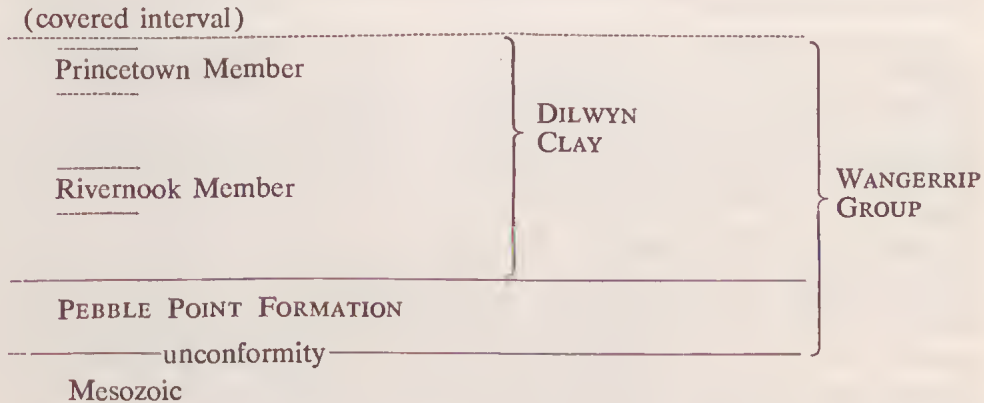 (covered interval)
Princetown Member
DILWYN
CLAY
Rivernook Member
WANGERRIP
GROUP
PEBBLE POINT FORMATION
unconformity
Mesozoic